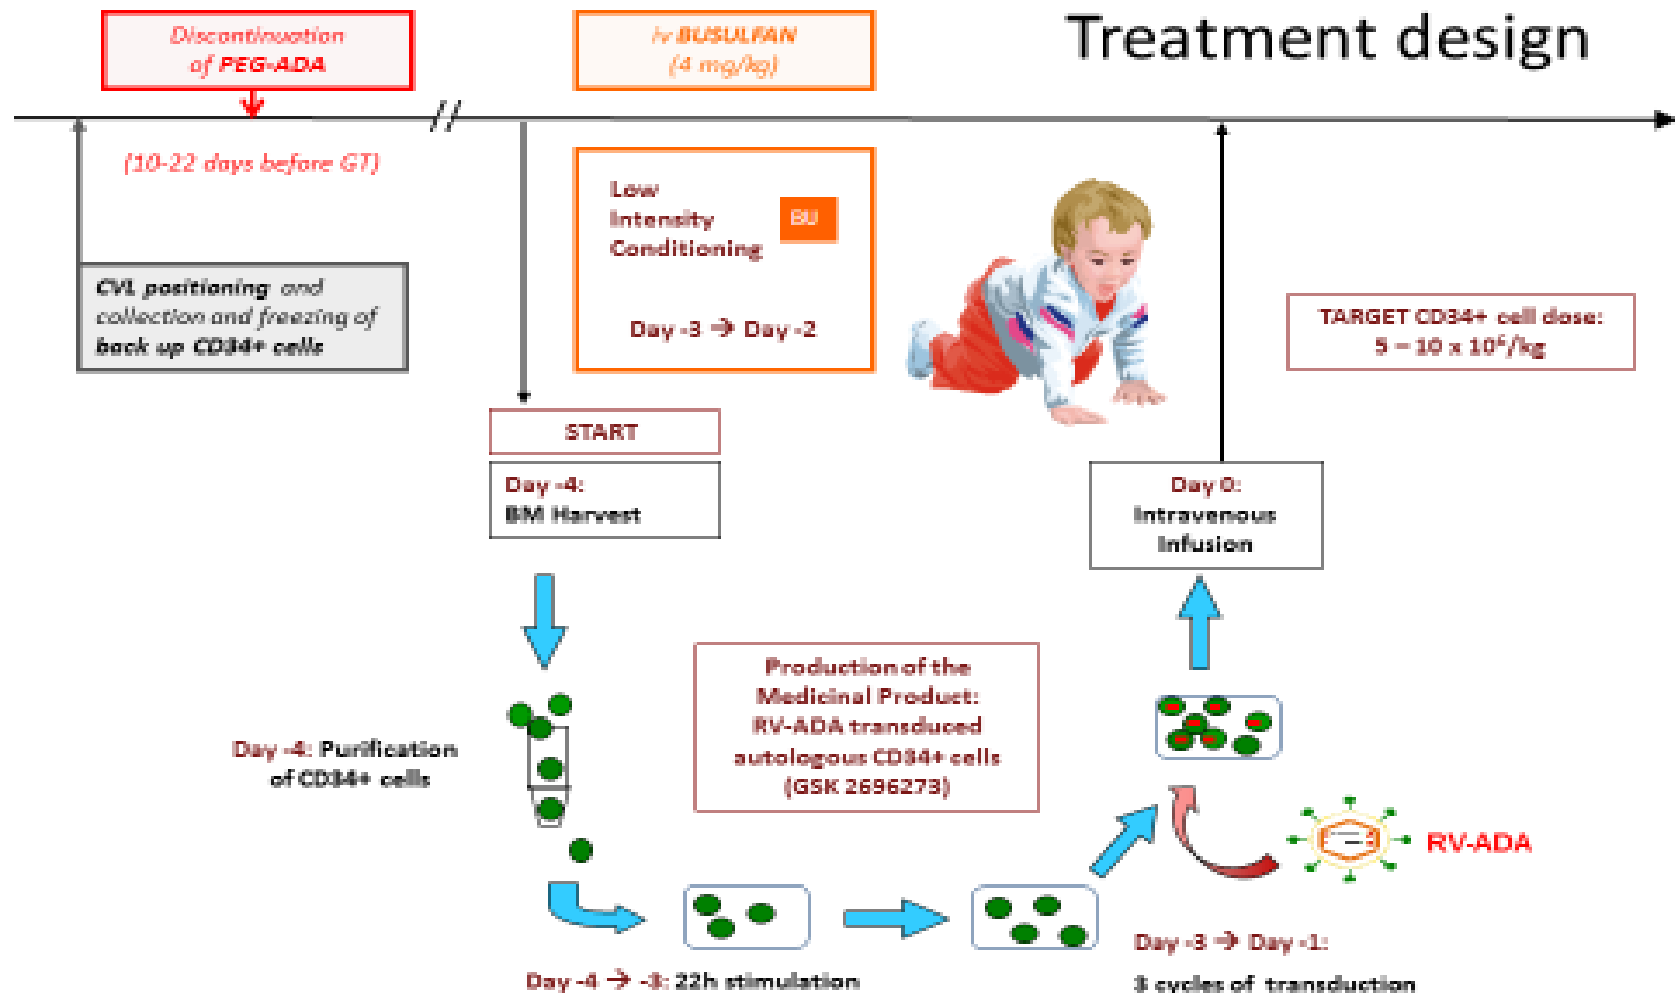 Treatment design
Discontinuation
of PEG-ADA
iv BUSULFAN
(4 mg/kg)
(10-22 days before GT)
CVL positioning and
collection and freezing of
back up CD34+ cells
Low
Intensity
Conditioning
BU
Day -3 → Day -2
TARGET CD34+ cell dose:
5 – 10 x 10⁶/kg
START
Day -4:
BM Harvest
Day 0:
Intravenous
Infusion
Production of the
Medicinal Product:
RV-ADA transduced
autologous CD34+ cells
(GSK 2696273)
Day -4: Purification
of CD34+ cells
RV-ADA
Day -4 → -3: 22h stimulation
Day -3 → Day -1:
3 cycles of transduction